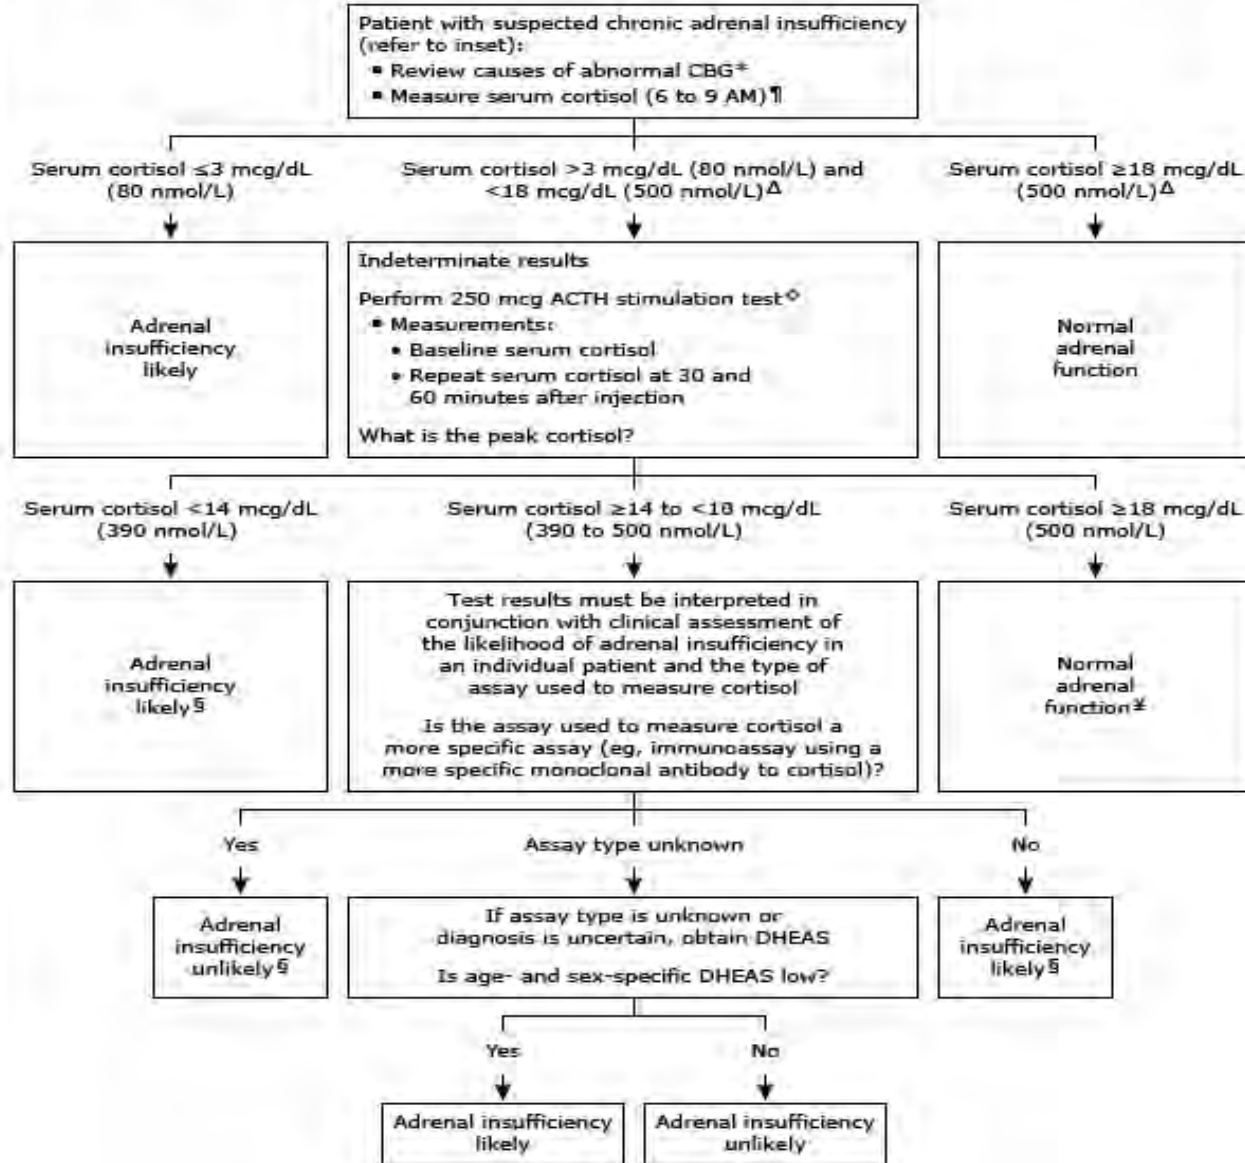 Patient with suspected chronic adrenal insufficiency
(refer to inset):
▪ Review causes of abnormal CBG*
▪ Measure serum cortisol (6 to 9 AM)¶
Serum cortisol ≤3 mcg/dL
(80 nmol/L)
Serum cortisol >3 mcg/dL (80 nmol/L) and
<18 mcg/dL (500 nmol/L)Δ
Serum cortisol ≥18 mcg/dL
(500 nmol/L)Δ
Adrenal
insufficiency
likely
Indeterminate results
Perform 250 mcg ACTH stimulation test◇
▪ Measurements:
• Baseline serum cortisol
• Repeat serum cortisol at 30 and
60 minutes after injection
What is the peak cortisol?
Normal
adrenal
function
Serum cortisol <14 mcg/dL
(390 nmol/L)
Serum cortisol ≥14 to <18 mcg/dL
(390 to 500 nmol/L)
Serum cortisol ≥18 mcg/dL
(500 nmol/L)
Adrenal
insufficiency
likely§
Test results must be interpreted in
conjunction with clinical assessment of
the likelihood of adrenal insufficiency in
an individual patient and the type of
assay used to measure cortisol
Is the assay used to measure cortisol a
more specific assay (eg, immunoassay using a
more specific monoclonal antibody to cortisol)?
Normal
adrenal
function¥
Yes
Assay type unknown
No
Adrenal
insufficiency
unlikely§
If assay type is unknown or
diagnosis is uncertain, obtain DHEAS
Is age- and sex-specific DHEAS low?
Adrenal
insufficiency
likely§
Yes
No
Adrenal insufficiency
likely
Adrenal insufficiency
unlikely